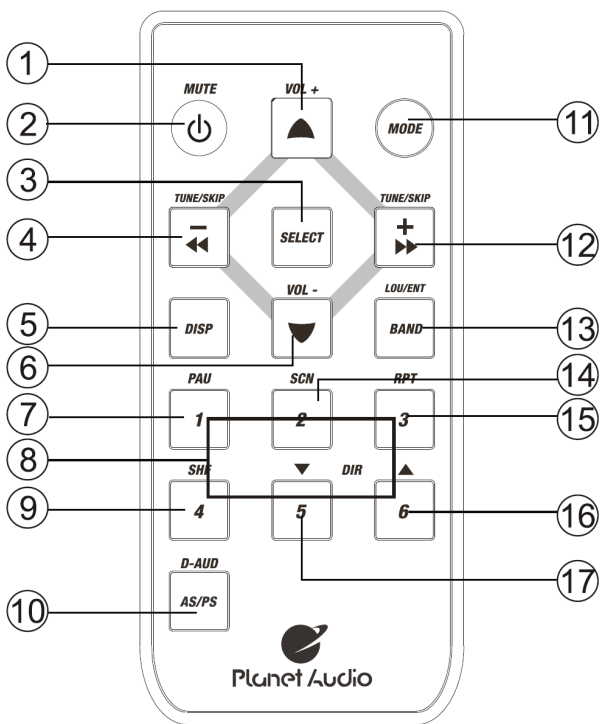 1
MUTE
VOL +
2
MODE
11
3
TUNE/SKIP
TUNE/SKIP
4
−
SELECT
+
12
VOL -
LOU/ENT
5
DISP
BAND
13
6
PAU
SCN
RPT
14
7
1
2
3
15
8
SHF
DIR
9
4
5
6
16
17
D-AUD
10
AS/PS
Planet Audio